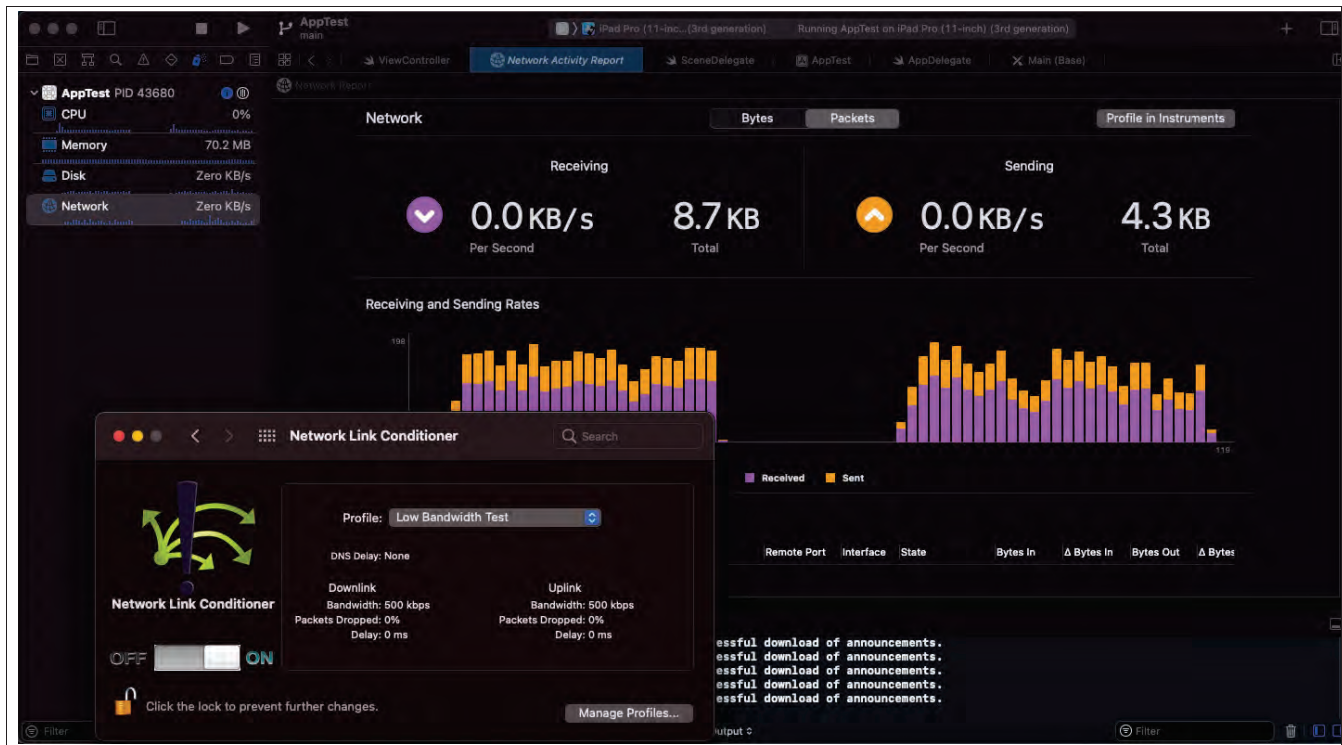 AppTest
main
iPad Pro (11-inc...(3rd generation)
Running AppTest on iPad Pro (11-inch) (3rd generation)
ViewController
Network Activity Report
SceneDelegate
AppTest
AppDelegate
Main (Base)
AppTest PID 43680
Network Report
CPU 0%
Memory 70.2 MB
Disk Zero KB/s
Network Zero KB/s
Network
Bytes
Packets
Profile in Instruments
Receiving
Sending
0.0 KB/s
8.7 KB
0.0 KB/s
4.3 KB
Per Second
Total
Per Second
Total
Receiving and Sending Rates
198
119
Received
Sent
Remote Port
Interface
State
Bytes In
Δ Bytes In
Bytes Out
Δ Bytes
Network Link Conditioner
Search
Profile: Low Bandwidth Test
DNS Delay: None
Downlink
Bandwidth: 500 kbps
Packets Dropped: 0%
Delay: 0 ms
Uplink
Bandwidth: 500 kbps
Packets Dropped: 0%
Delay: 0 ms
Network Link Conditioner
OFF
ON
Click the lock to prevent further changes.
Manage Profiles...
essful download of announcements.
essful download of announcements.
essful download of announcements.
essful download of announcements.
essful download of announcements.
Filter
utput
Filter